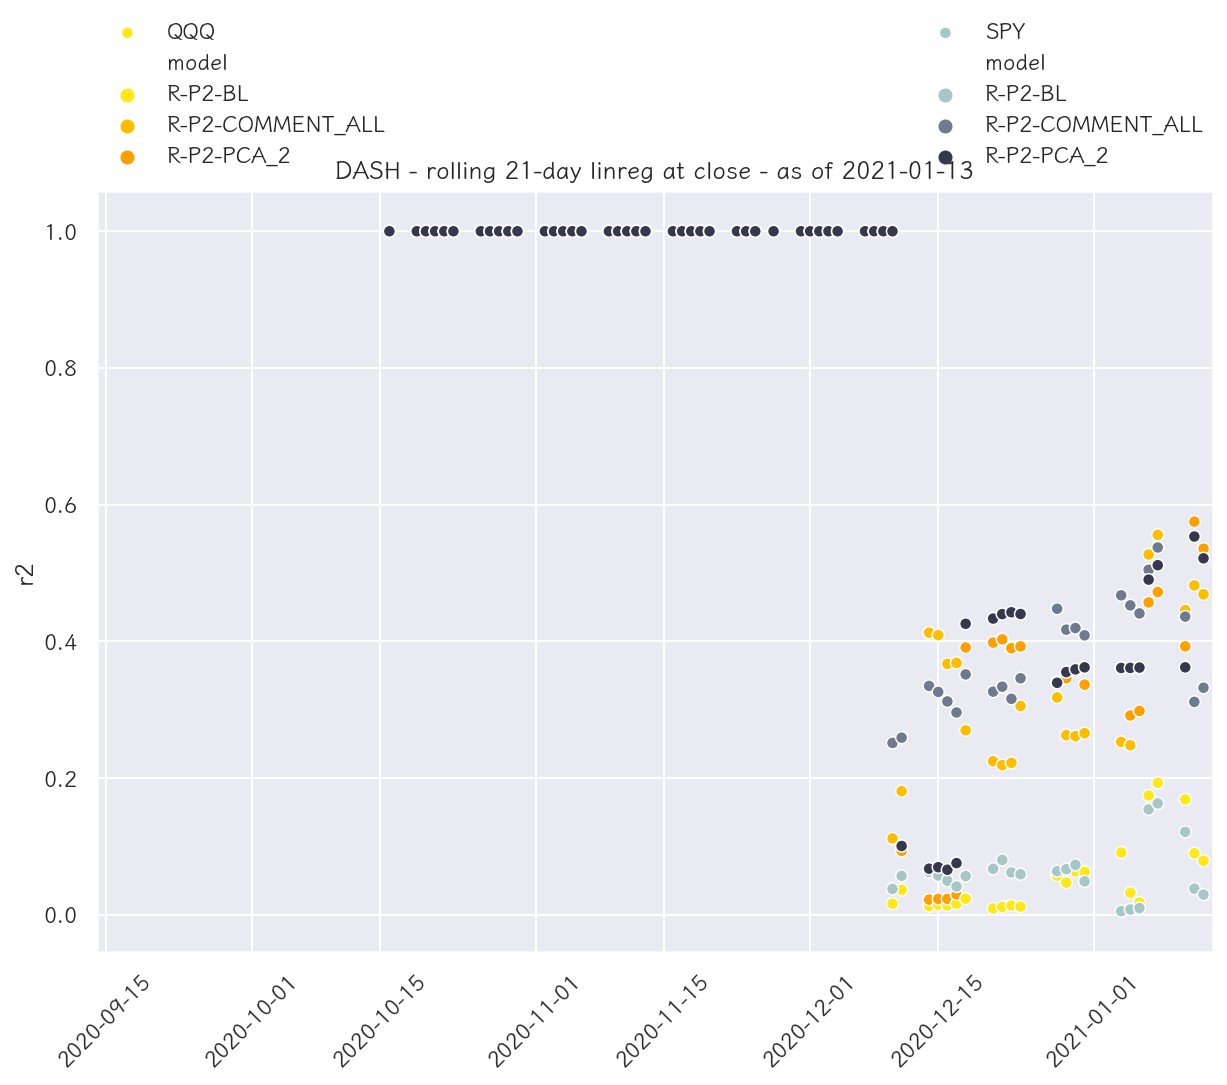 QQQ
model
R-P2-BL
R-P2-COMMENT_ALL
R-P2-PCA_2
SPY
model
R-P2-BL
R-P2-COMMENT_ALL
R-P2-PCA_2
DASH - rolling 21-day linreg at close - as of 2021-01-13
1.0
0.8
0.6
0.4
0.2
0.0
r2
2020-09-15
2020-10-01
2020-10-15
2020-11-01
2020-11-15
2020-12-01
2020-12-15
2021-01-01